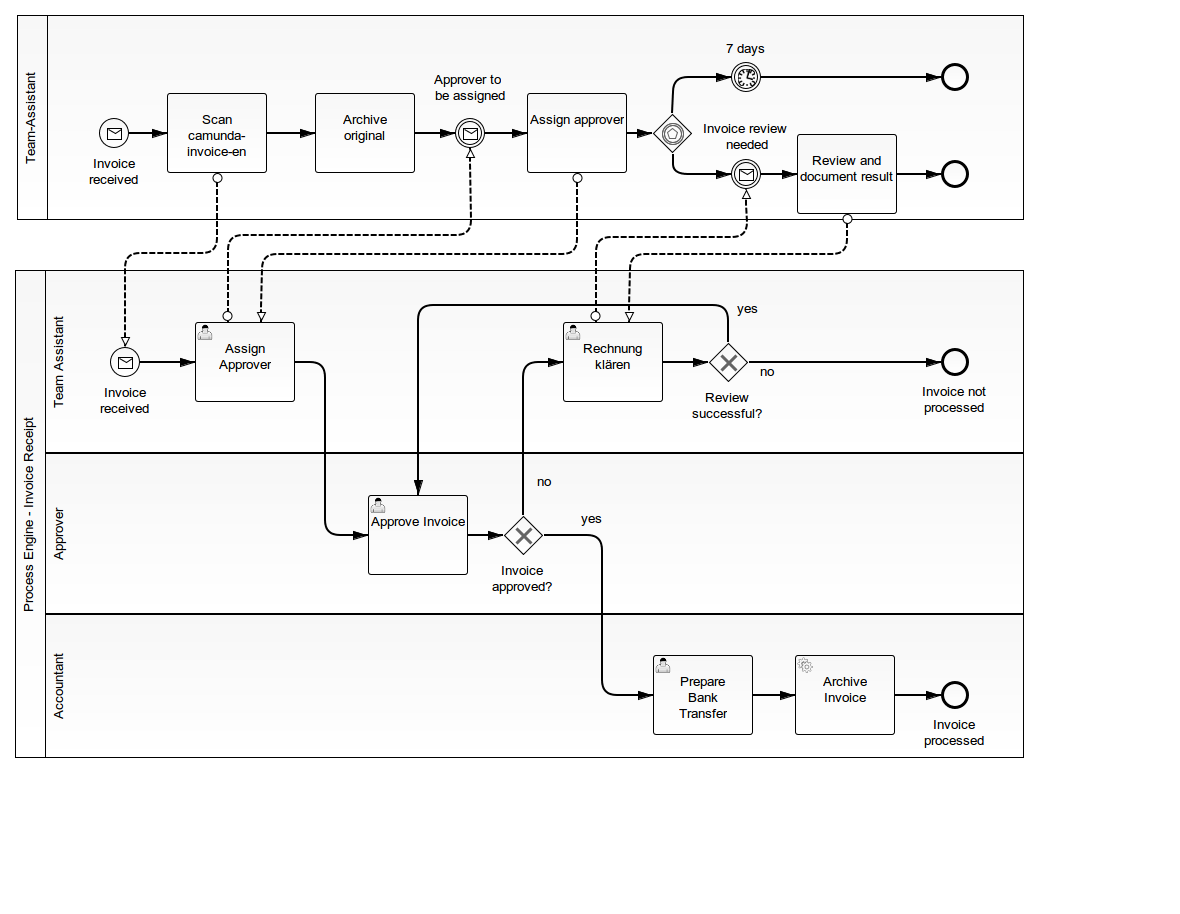 Team-Assistant
7 days
Approver to
be assigned
Scan
camunda-
invoice-en
Archive
original
Assign approver
Invoice review
needed
Review and
document result
Invoice
received
Process Engine - Invoice Receipt
Team Assistant
yes
Assign
Approver
Rechnung
klären
no
Invoice
received
Review
successful?
Invoice not
processed
Approver
no
Approve Invoice
yes
Invoice
approved?
Accountant
Prepare
Bank
Transfer
Archive
Invoice
Invoice
processed